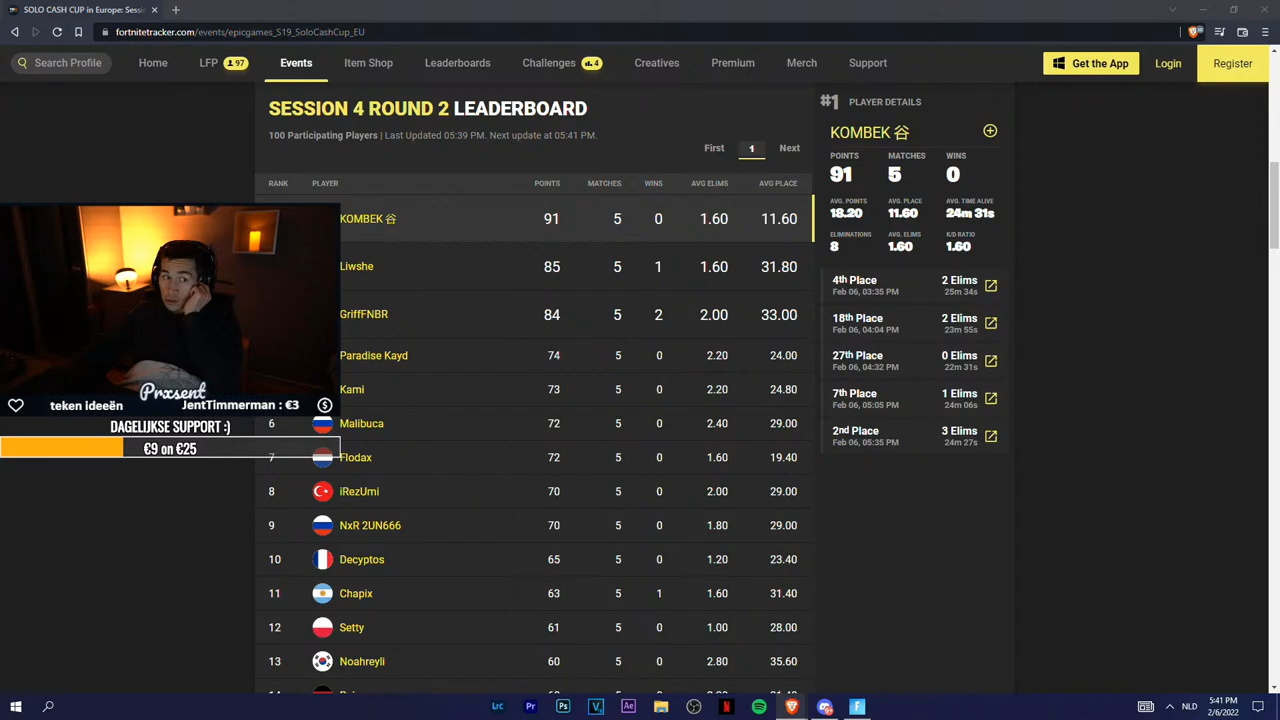 SOLO CASH CUP in Europe: Sessi
fortnitetracker.com/events/epicgames_S19_SoloCashCup_EU
Search Profile
Home
LFP 97
Events
Item Shop
Leaderboards
Challenges 4
Creatives
Premium
Merch
Support
Get the App
Login
Register
SESSION 4 ROUND 2 LEADERBOARD
100 Participating Players | Last Updated 05:39 PM. Next update at 05:41 PM.
First 1 Next
RANK PLAYER POINTS MATCHES WINS AVG ELIMS AVG PLACE
KOMBEK 谷 91 5 0 1.60 11.60
Liwshe 85 5 1 1.60 31.80
GriffFNBR 84 5 2 2.00 33.00
Paradise Kayd 74 5 0 2.20 24.00
Kami 73 5 0 2.20 24.80
6 Malibuca 72 5 0 2.40 29.00
7 Flodax 72 5 0 1.60 19.40
8 iRezUmi 70 5 0 2.00 29.00
9 NxR 2UN666 70 5 0 1.80 29.00
10 Decyptos 65 5 0 1.20 23.40
11 Chapix 63 5 1 1.60 31.40
12 Setty 61 5 0 1.00 28.00
13 Noahreyli 60 5 0 2.80 35.60
#1 PLAYER DETAILS
KOMBEK 谷
POINTS MATCHES WINS
91 5 0
AVG. POINTS AVG. PLACE AVG. TIME ALIVE
18.20 11.60 24m 31s
ELIMINATIONS AVG. ELIMS K/D RATIO
8 1.60 1.60
4th Place 2 Elims
Feb 06, 03:35 PM 25m 34s
18th Place 2 Elims
Feb 06, 04:04 PM 23m 55s
27th Place 0 Elims
Feb 06, 04:32 PM 22m 31s
7th Place 1 Elims
Feb 06, 05:05 PM 24m 06s
2nd Place 3 Elims
Feb 06, 05:35 PM 24m 27s
Prxsent
teken ideeën JentTimmerman : €3
DAGELIJKSE SUPPORT :)
€9 on €25
Lrc Pr Ps V Ae N F
NLD
5:41 PM
2/6/2022